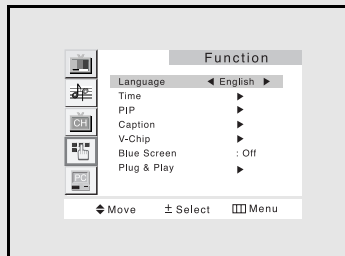 Function
Language ◀ English ▶
Time ▶
PIP ▶
Caption ▶
V-Chip ▶
Blue Screen : Off
Plug & Play ▶
CH
PC
Move ± Select Menu